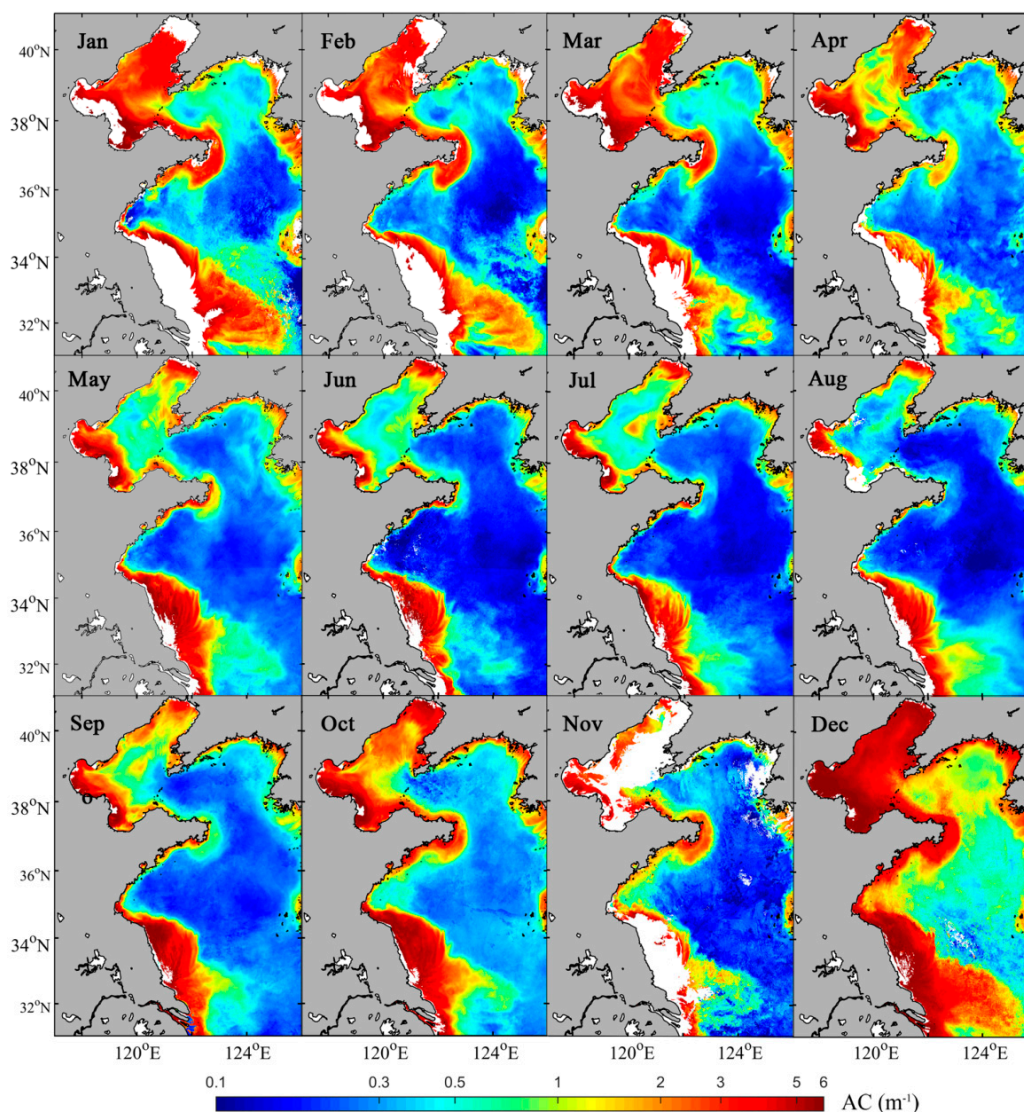 Jan Feb Mar Apr
40°N
38°N
36°N
34°N
32°N
May Jun Jul Aug
40°N
38°N
36°N
34°N
32°N
Sep Oct Nov Dec
40°N
38°N
36°N
34°N
32°N
120°E 124°E 120°E 124°E 120°E 124°E 120°E 124°E
0.1 0.3 0.5 1 2 3 5 6 AC (m⁻¹)